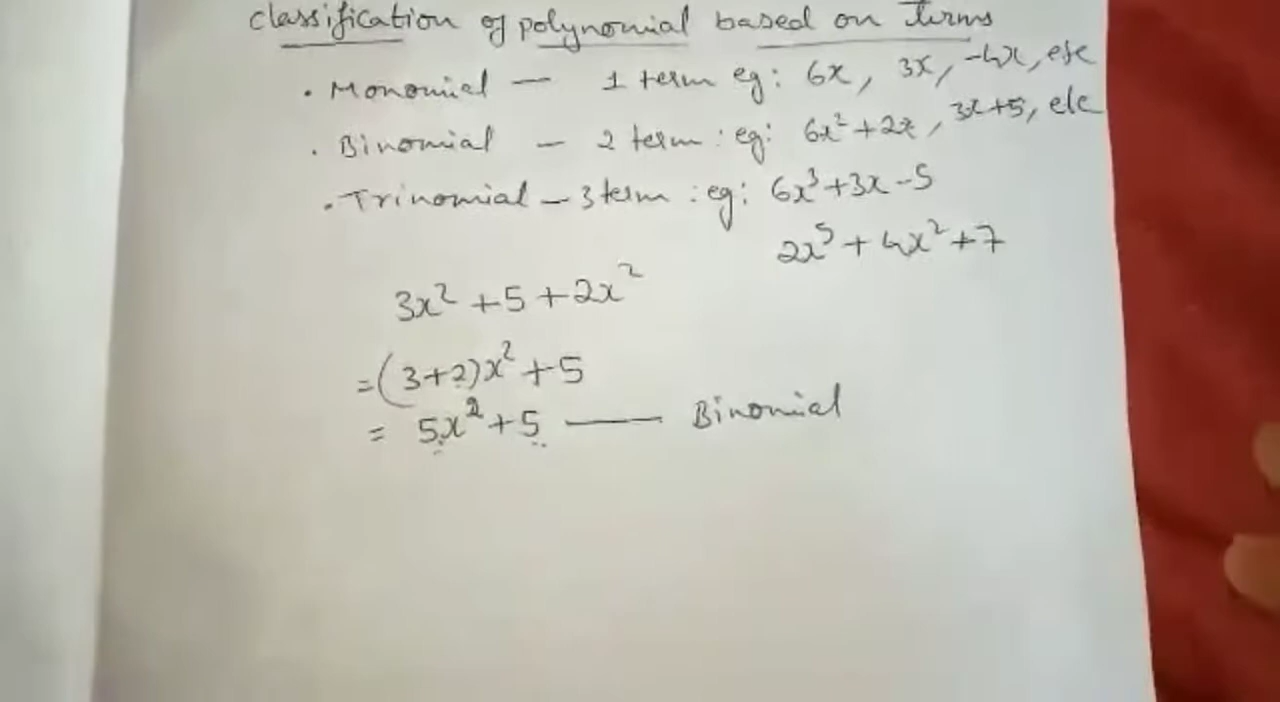 classification of polynomial based on Terms
. Monomial — 1 term eg: 6x, 3x, -4x, etc
. Binomial — 2 term: eg: 6x² + 2x, 3x+5, etc
. Trinomial — 3 term: eg: 6x³+3x-5
2x⁵ + 4x² + 7
3x² + 5 + 2x²
= (3+2)x² + 5
= 5x² + 5 — Binomial